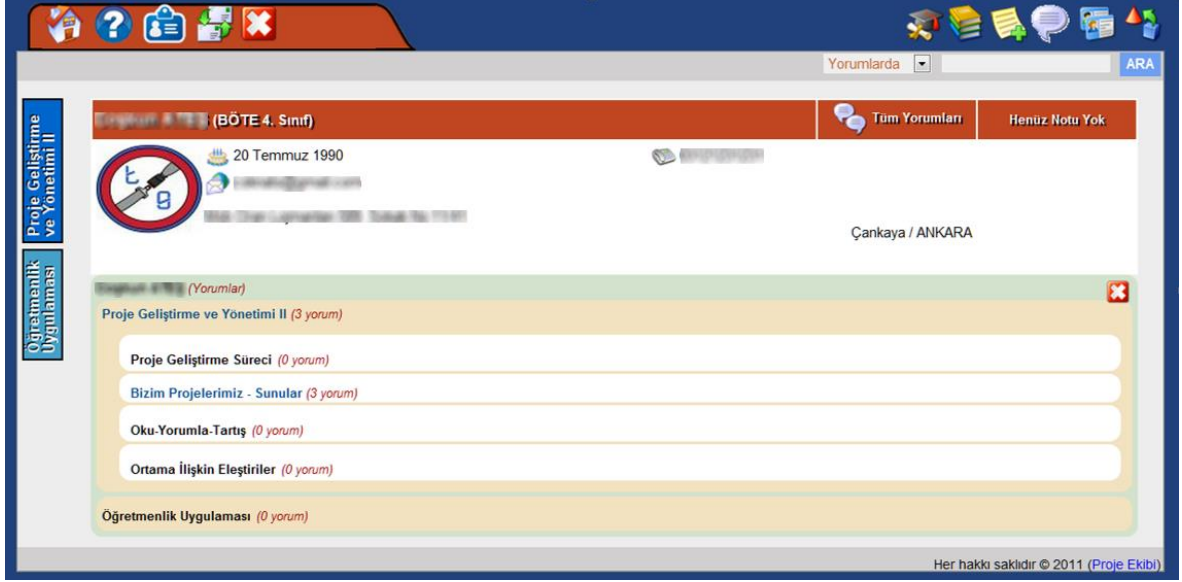 Yorumlarda
ARA
Proje Geliştirme
ve Yönetimi II
Öğretmenlik
Uygulaması
(BÖTE 4. Sınıf)
Tüm Yorumları
Henüz Notu Yok
20 Temmuz 1990
Çankaya / ANKARA
(Yorumlar)
Proje Geliştirme ve Yönetimi II (3 yorum)
Proje Geliştirme Süreci (0 yorum)
Bizim Projelerimiz - Sunular (3 yorum)
Oku-Yorumla-Tartış (0 yorum)
Ortama İlişkin Eleştiriler (0 yorum)
Öğretmenlik Uygulaması (0 yorum)
Her hakkı saklıdır © 2011 (Proje Ekibi)